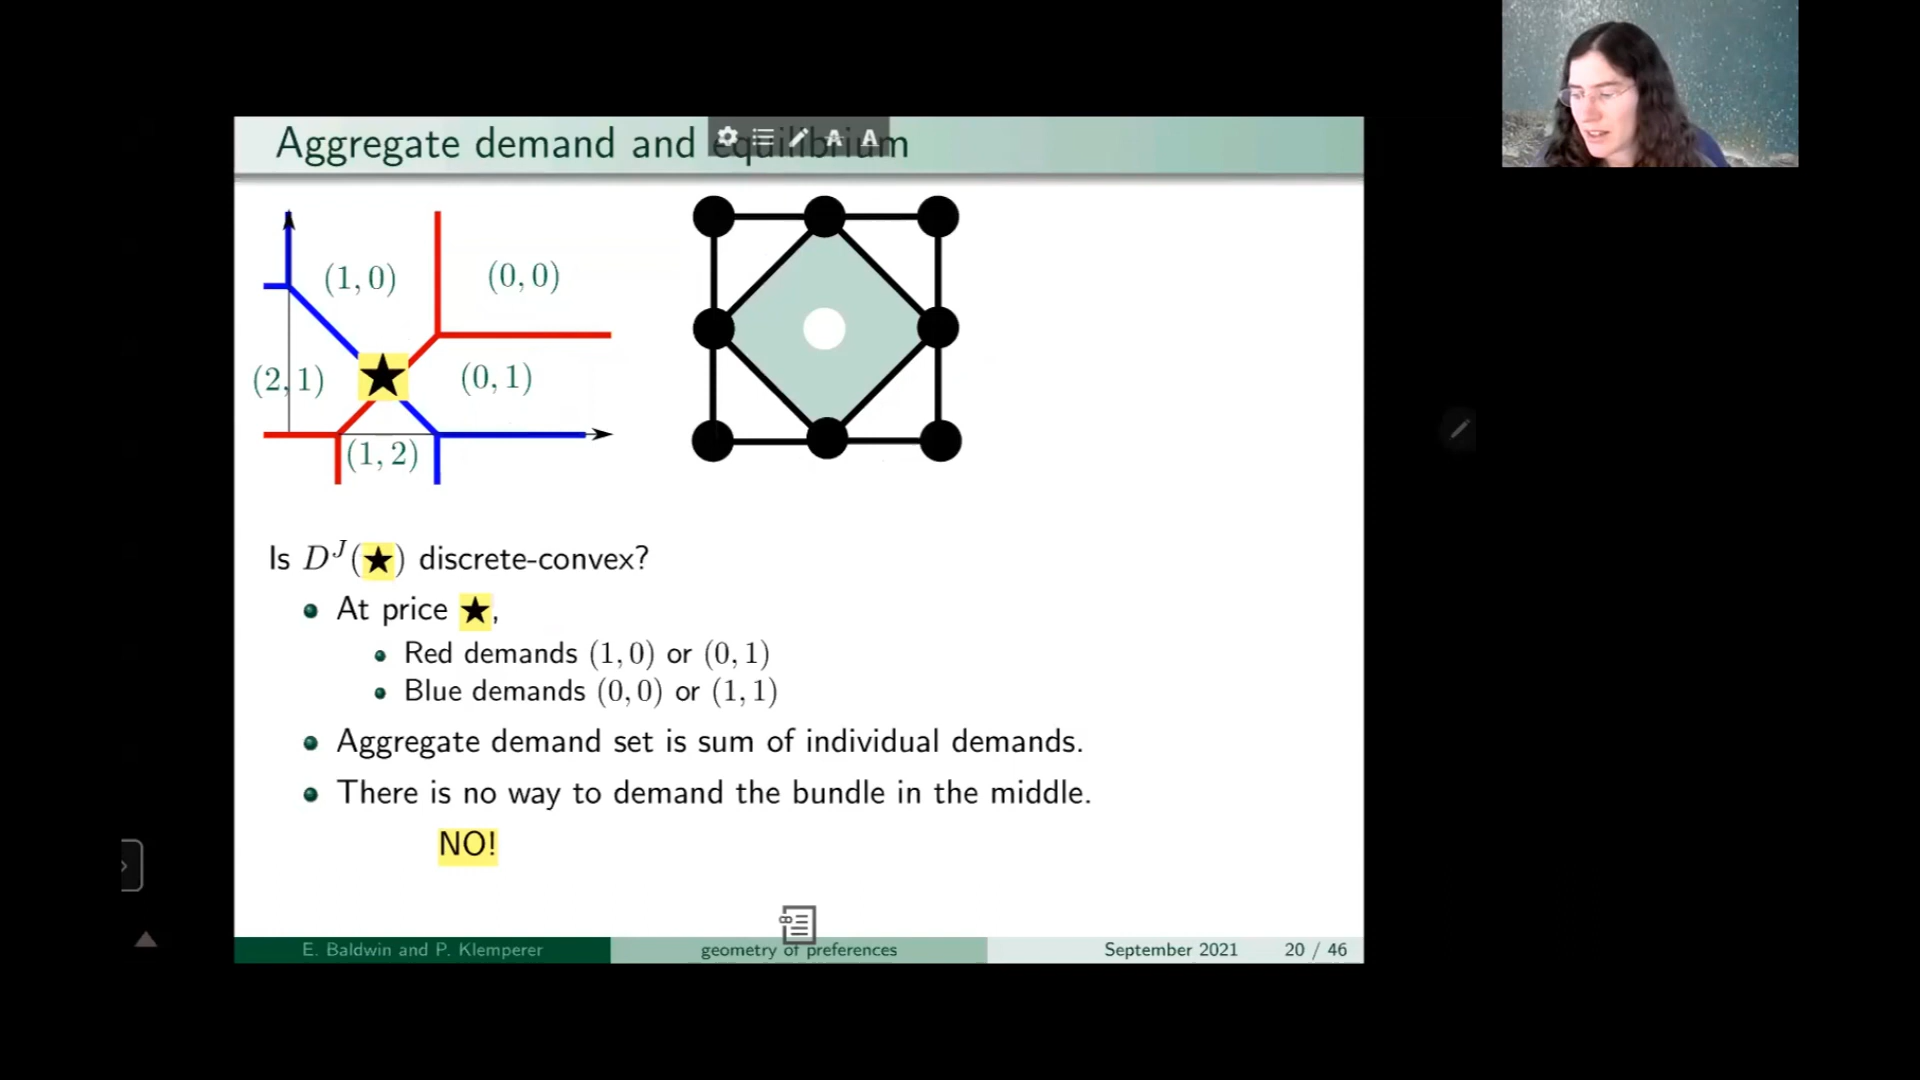 Aggregate demand and equilibrium
(1, 0)
(0, 0)
(2, 1)
(0, 1)
(1, 2)
Is D^J(★) discrete-convex?
At price ★,
Red demands (1, 0) or (0, 1)
Blue demands (0, 0) or (1, 1)
Aggregate demand set is sum of individual demands.
There is no way to demand the bundle in the middle.
NO!
E. Baldwin and P. Klemperer
geometry of preferences
September 2021
20 / 46